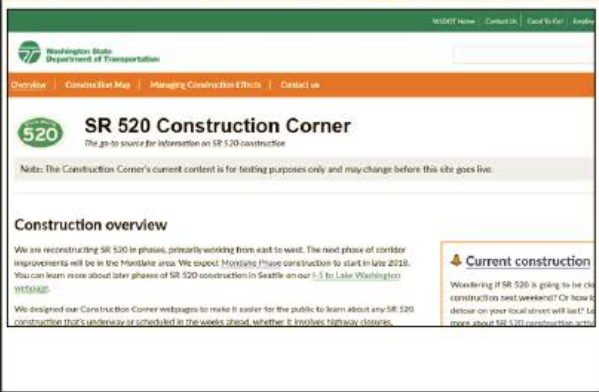 WSDOT Home | Contact Us | Good To Go! | Employ
Washington State
Department of Transportation
Overview | Construction Map | Managing Construction Effects | Contact us
520
SR 520 Construction Corner
The go-to source for information on SR 520 construction
Note: The Construction Corner's current content is for testing purposes only and may change before this site goes live.
Construction overview
We are reconstructing SR 520 in phases, primarily working from east to west. The next phase of corridor
improvements will be in the Montlake area. We expect Montlake Phase construction to start in late 2018.
You can learn more about later phases of SR 520 construction in Seattle on our I-5 to Lake Washington
webpage.
We designed our Construction Corner webpages to make it easier for the public to learn about any SR 520
construction that's underway or scheduled in the weeks ahead, whether it involves highway closures,
Current construction
Wondering if SR 520 is going to be clo
construction next weekend? Or how l
detour on your local street will last? Le
more about SR 520 construction activ